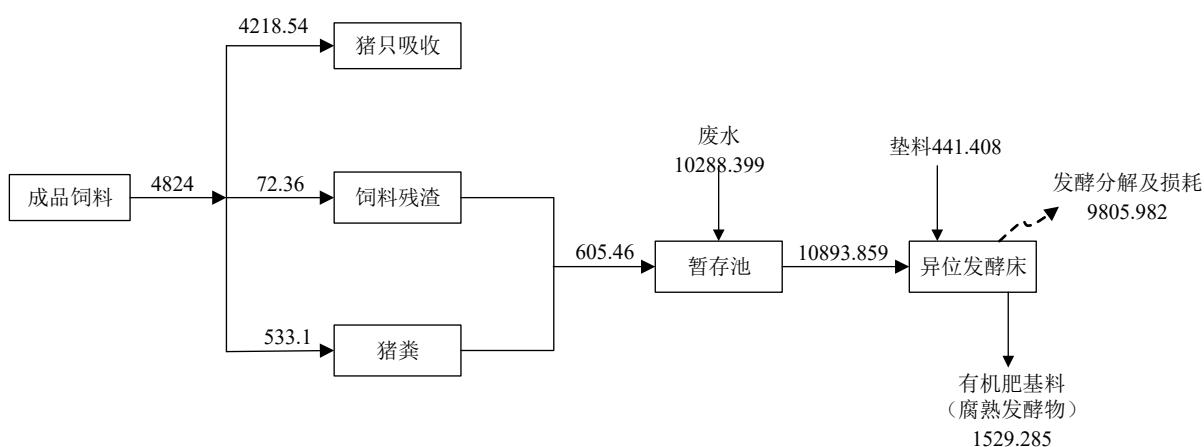 4218.54
猪只吸收
成品饲料
4824
72.36
饲料残渣
533.1
猪粪
605.46
废水
10288.399
暂存池
10893.859
垫料441.408
异位发酵床
发酵分解及损耗
9805.982
有机肥基料
（腐熟发酵物）
1529.285